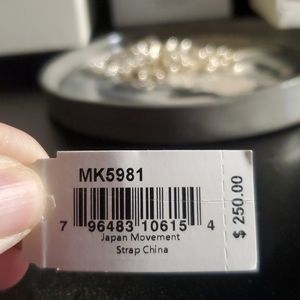 MK5981
7 96483 10615 4
Japan Movement
Strap China
$ 250.00